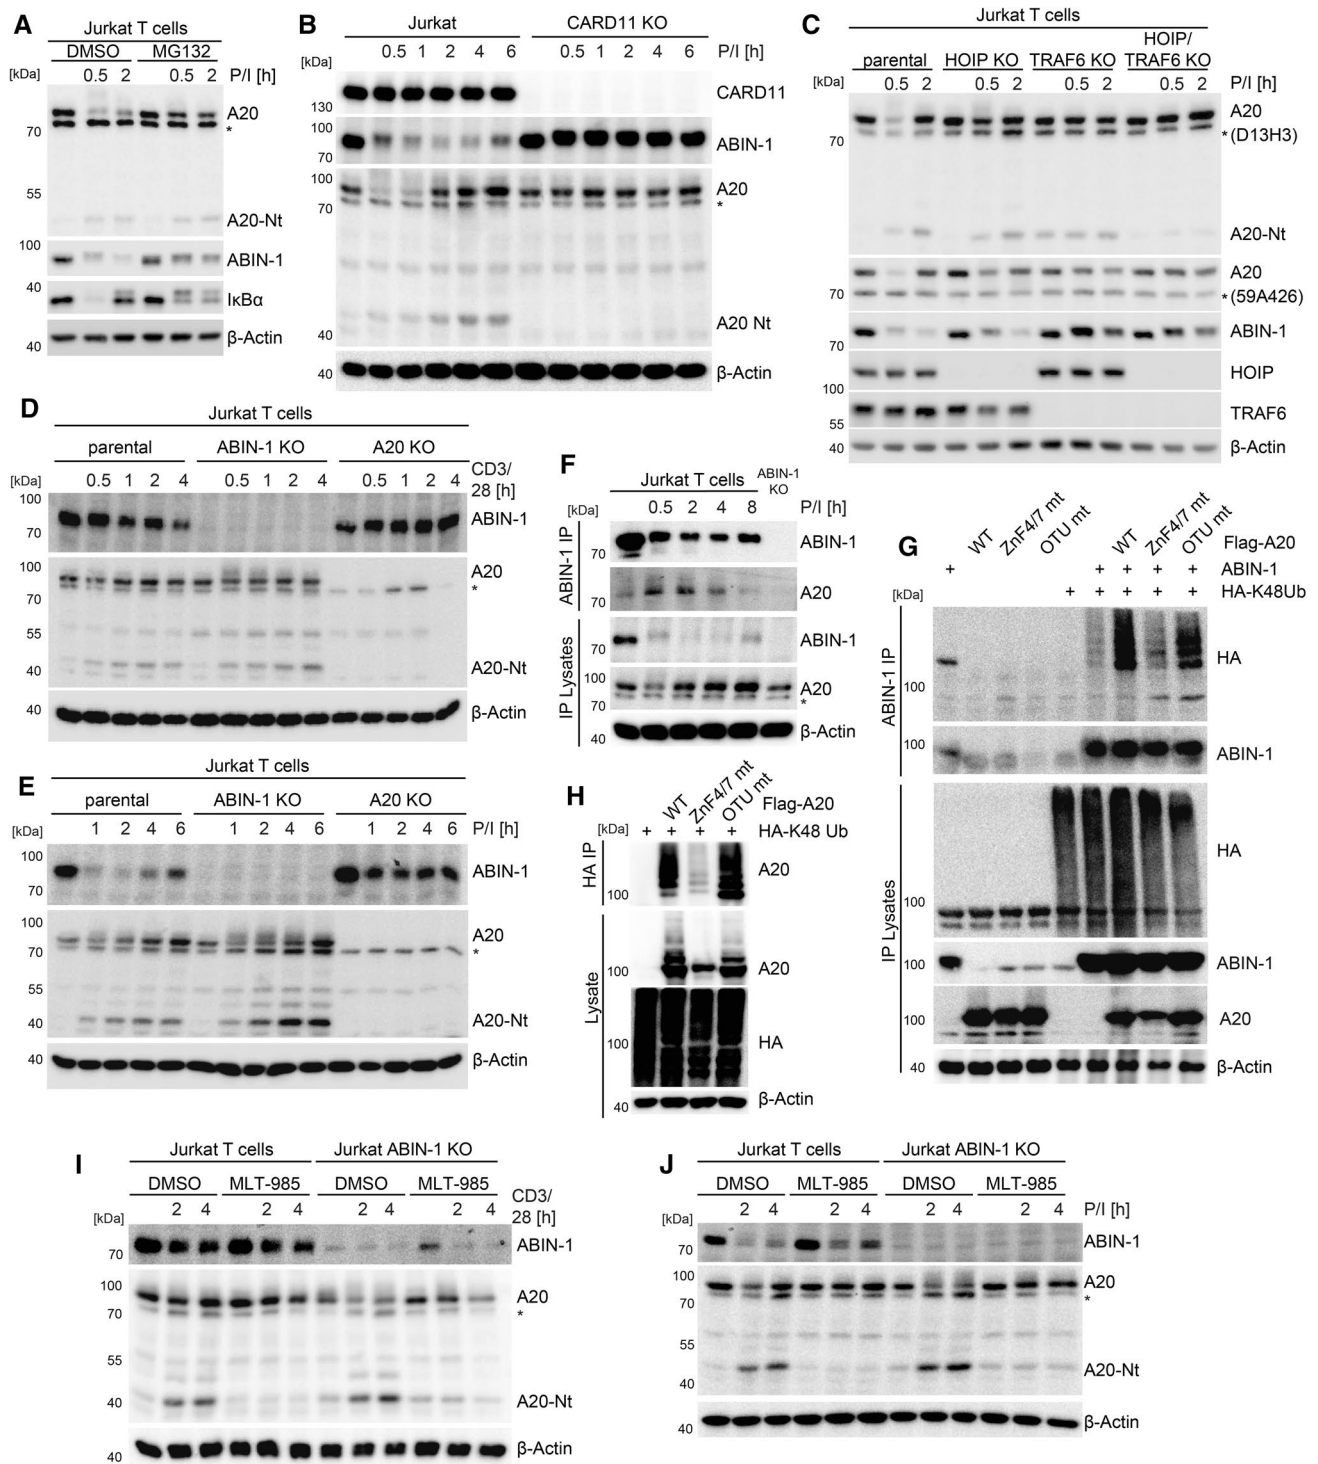 A
Jurkat T cells
DMSO MG132
[kDa] 0.5 2 0.5 2 P/I [h]
A20
70 *
55
A20-Nt
100
ABIN-1
40
IκBα
40 β-Actin
B
Jurkat CARD11 KO
0.5 1 2 4 6 0.5 1 2 4 6 P/I [h]
[kDa]
CARD11
130
100
ABIN-1
70
100
A20
70 *
A20 Nt
40
40 β-Actin
C
Jurkat T cells
parental HOIP KO TRAF6 KO HOIP/
TRAF6 KO
[kDa] 0.5 2 0.5 2 0.5 2 0.5 2 P/I [h]
A20
70 *(D13H3)
A20-Nt
A20
70 *(59A426)
ABIN-1
70
HOIP
100
TRAF6
55
40 β-Actin
D
Jurkat T cells
parental ABIN-1 KO A20 KO
[kDa] 0.5 1 2 4 0.5 1 2 4 0.5 1 2 4 CD3/
28 [h]
100
ABIN-1
70
100
A20
*
70
55
A20-Nt
40
40 β-Actin
E
Jurkat T cells
parental ABIN-1 KO A20 KO
[kDa] 1 2 4 6 1 2 4 6 1 2 4 6 P/I [h]
100
ABIN-1
70
100
A20
70 *
55
40 A20-Nt
40 β-Actin
F
Jurkat T cells ABIN-1
KO
[kDa] 0.5 2 4 8 P/I [h]
ABIN-1 IP
ABIN-1
70
A20
70
IP Lysates
ABIN-1
70
100
A20
70 *
40 β-Actin
G
WT ZnF4/7 mt OTU mt WT ZnF4/7 mt OTU mt Flag-A20
+ + + + + ABIN-1
[kDa] + + + + + HA-K48Ub
ABIN-1 IP
HA
100
100 ABIN-1
IP Lysates
HA
100
100 ABIN-1
100 A20
40 β-Actin
H
WT ZnF4/7 mt OTU mt Flag-A20
[kDa] + + + + HA-K48 Ub
HA IP
A20
100
Lysate
100 A20
100 HA
40 β-Actin
I
Jurkat T cells Jurkat ABIN-1 KO
DMSO MLT-985 DMSO MLT-985
[kDa] 2 4 2 4 2 4 2 4 CD3/
28 [h]
70 ABIN-1
100
A20
70 *
55
40 A20-Nt
40 β-Actin
J
Jurkat T cells Jurkat ABIN-1 KO
DMSO MLT-985 DMSO MLT-985
[kDa] 2 4 2 4 2 4 2 4 P/I [h]
70 ABIN-1
100 A20
70 *
55
A20-Nt
40
40 β-Actin